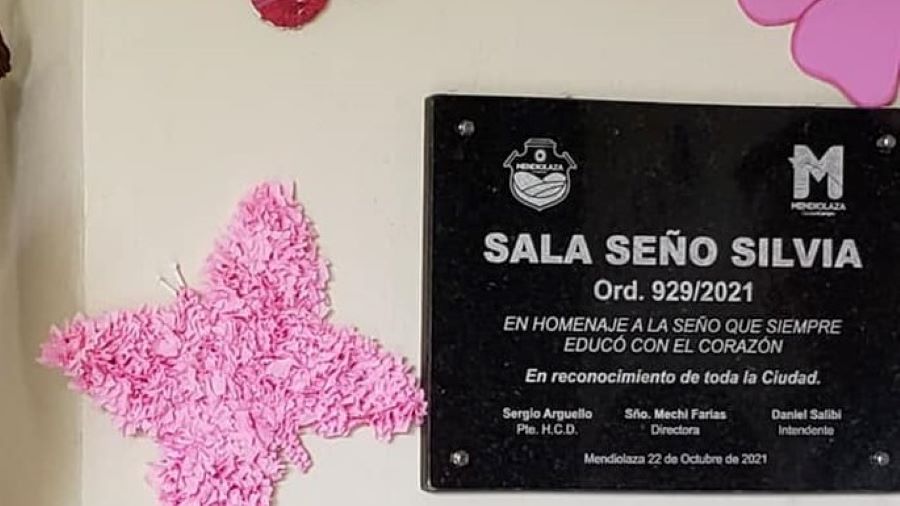 MENDIOLAZA
M
MENDIOLAZA
SALA SEÑO SILVIA
Ord. 929/2021
EN HOMENAJE A LA SEÑO QUE SIEMPRE
EDUCÓ CON EL CORAZÓN
En reconocimiento de toda la Ciudad.
Sergio Arguello Sño. Mechi Farias Daniel Salibi
Pte. H.C.D. Directora Intendente
Mendiolaza 22 de Octubre de 2021